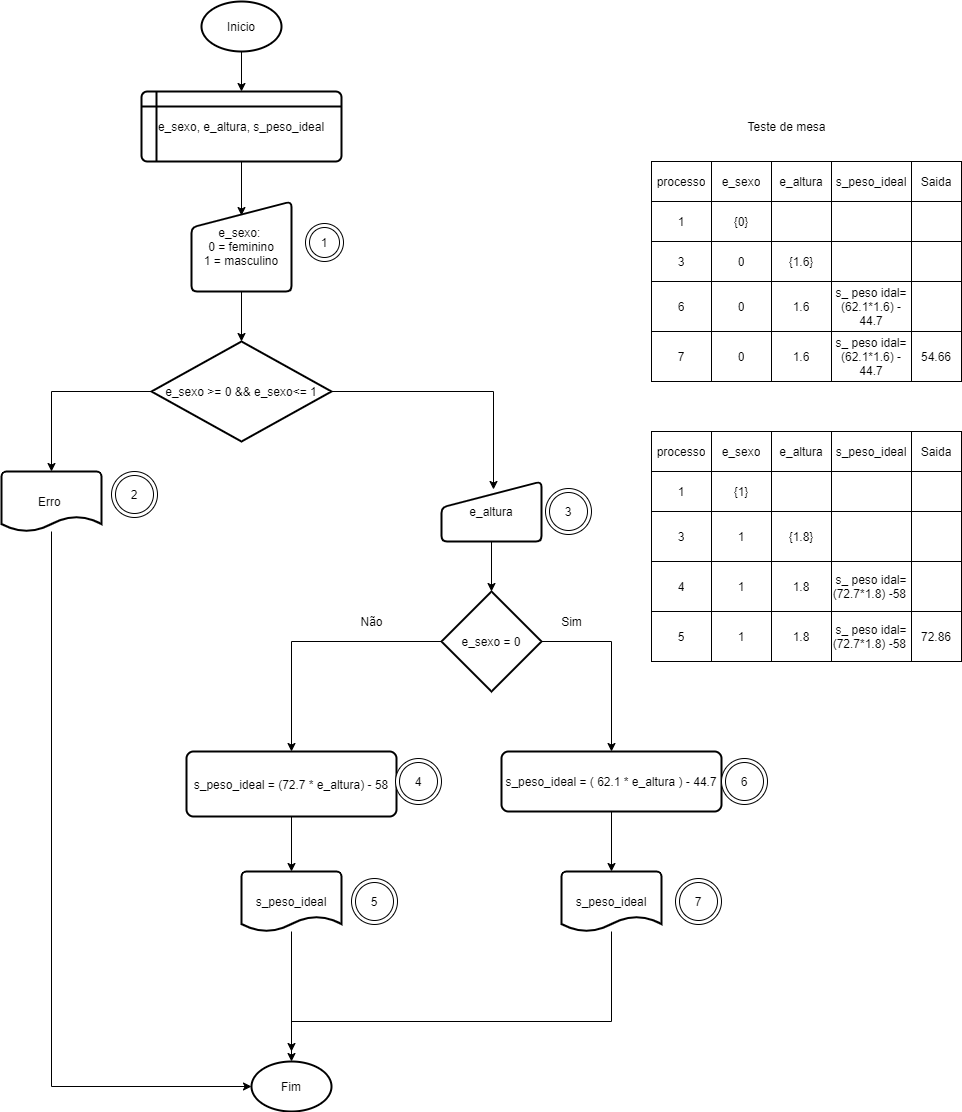 Inicio
e_sexo, e_altura, s_peso_ideal
e_sexo:
0 = feminino
1 = masculino
1
e_sexo >= 0 && e_sexo<= 1
Erro
2
e_altura
3
Não
Sim
e_sexo = 0
s_peso_ideal = (72.7 * e_altura) - 58
4
s_peso_ideal = ( 62.1 * e_altura ) - 44.7
6
s_peso_ideal
5
s_peso_ideal
7
Fim
Teste de mesa
processo e_sexo e_altura s_peso_ideal Saida
1 {0}
3 0 {1.6}
6 0 1.6 s_ peso idal=
(62.1*1.6) -
44.7
7 0 1.6 s_ peso idal=
(62.1*1.6) -
44.7 54.66
processo e_sexo e_altura s_peso_ideal Saida
1 {1}
3 1 {1.8}
4 1 1.8 s_ peso idal=
(72.7*1.8) -58
5 1 1.8 s_ peso idal=
(72.7*1.8) -58 72.86